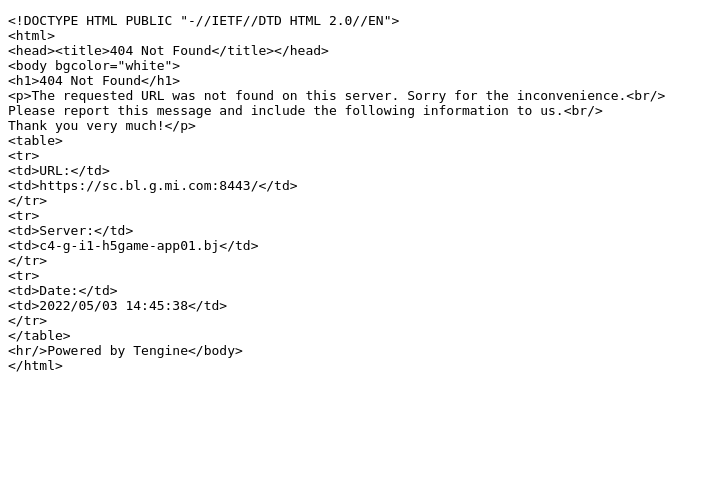 <!DOCTYPE HTML PUBLIC "-//IETF//DTD HTML 2.0//EN">
<html>
<head><title>404 Not Found</title></head>
<body bgcolor="white">
<h1>404 Not Found</h1>
<p>The requested URL was not found on this server. Sorry for the inconvenience.<br/>
Please report this message and include the following information to us.<br/>
Thank you very much!</p>
<table>
<tr>
<td>URL:</td>
<td>https://sc.bl.g.mi.com:8443/</td>
</tr>
<tr>
<td>Server:</td>
<td>c4-g-i1-h5game-app01.bj</td>
</tr>
<tr>
<td>Date:</td>
<td>2022/05/03 14:45:38</td>
</tr>
</table>
<hr/>Powered by Tengine</body>
</html>